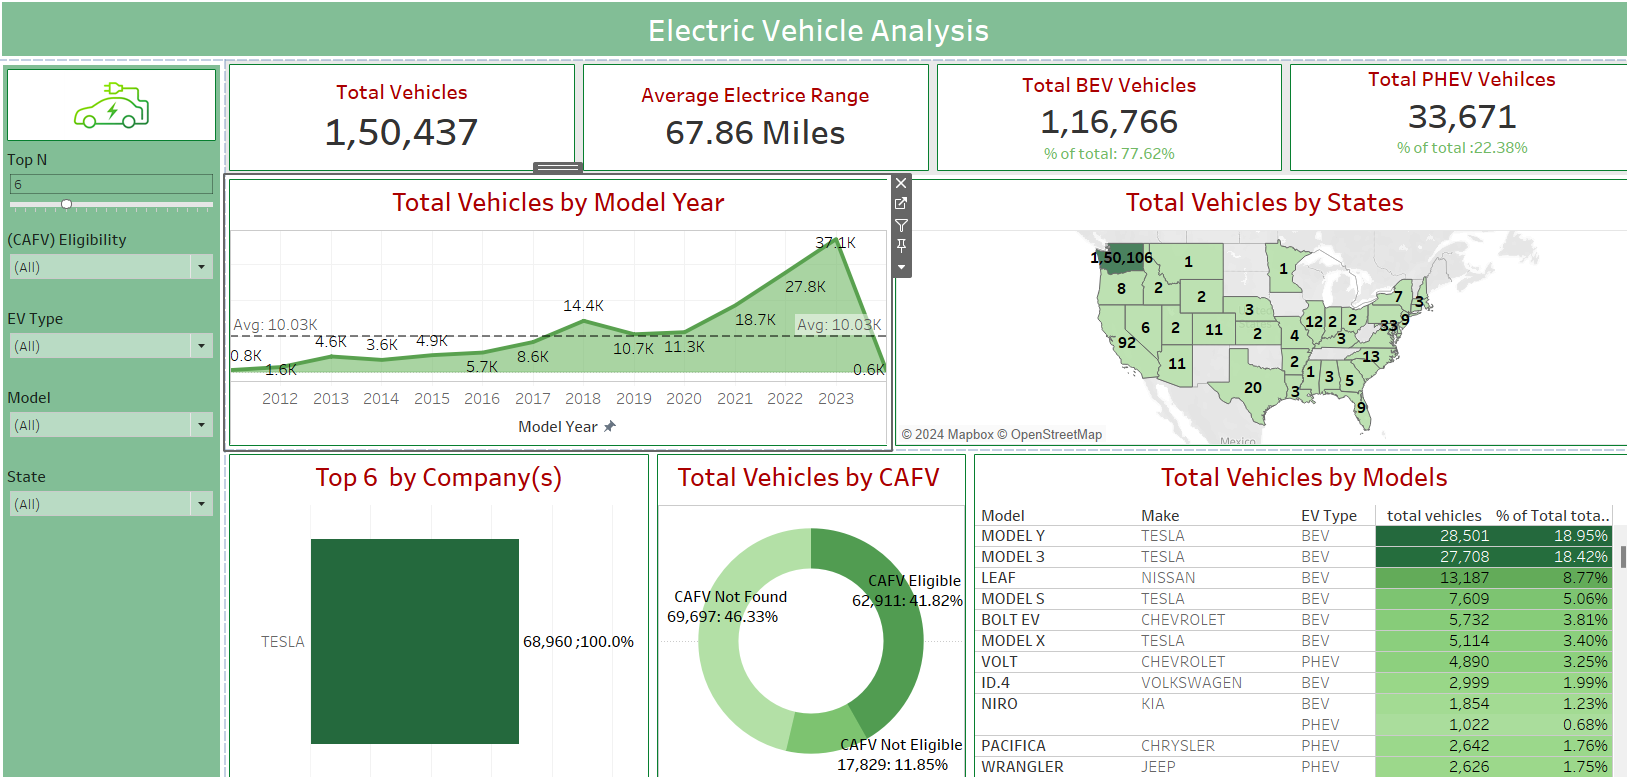 Electric Vehicle Analysis
Top N
6
(CAFV) Eligibility
(All)
EV Type
(All)
Model
(All)
State
(All)
Total Vehicles
1,50,437
Average Electrice Range
67.86 Miles
Total BEV Vehicles
1,16,766
% of total: 77.62%
Total PHEV Vehilces
33,671
% of total :22.38%
Total Vehicles by Model Year
37.1K
27.8K
14.4K
18.7K
Avg: 10.03K
Avg: 10.03K
0.8K
1.6K
4.6K
3.6K
4.9K
5.7K
8.6K
10.7K
11.3K
0.6K
2012 2013 2014 2015 2016 2017 2018 2019 2020 2021 2022 2023
Model Year
Total Vehicles by States
1,50,106 1 1
8 2 2 7 3
3
6 2 11 2 4 12 2 2 33 9
92 3
11 2 13
20 3 1 3 5
9
© 2024 Mapbox © OpenStreetMap
Mexico
Top 6 by Company(s)
TESLA
68,960 ;100.0%
Total Vehicles by CAFV
CAFV Eligible
62,911: 41.82%
CAFV Not Found
69,697: 46.33%
CAFV Not Eligible
17,829: 11.85%
Total Vehicles by Models
Model Make EV Type total vehicles % of Total tota..
MODEL Y TESLA BEV 28,501 18.95%
MODEL 3 TESLA BEV 27,708 18.42%
LEAF NISSAN BEV 13,187 8.77%
MODEL S TESLA BEV 7,609 5.06%
BOLT EV CHEVROLET BEV 5,732 3.81%
MODEL X TESLA BEV 5,114 3.40%
VOLT CHEVROLET PHEV 4,890 3.25%
ID.4 VOLKSWAGEN BEV 2,999 1.99%
NIRO KIA BEV 1,854 1.23%
PHEV 1,022 0.68%
PACIFICA CHRYSLER PHEV 2,642 1.76%
WRANGLER JEEP PHEV 2,626 1.75%